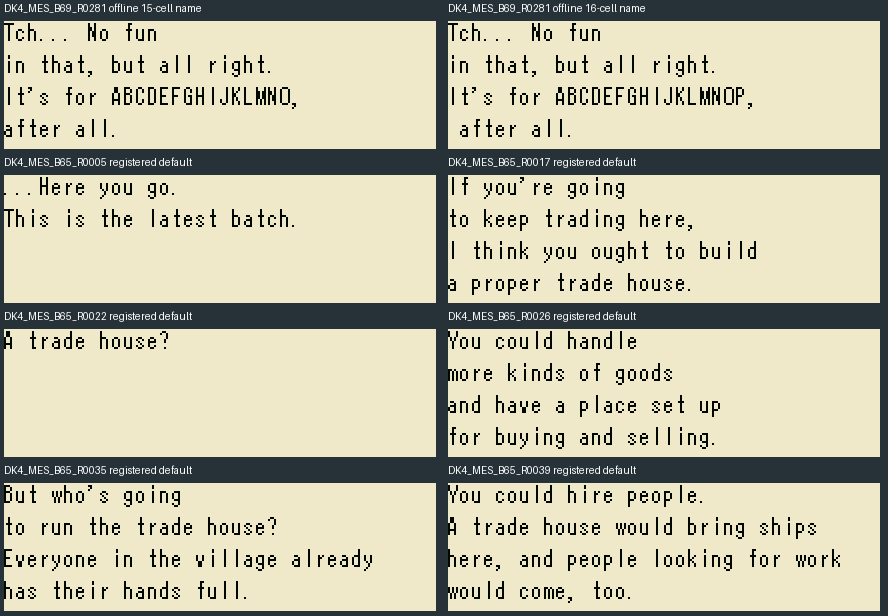 DK4_MES_B69_R0281 offline 15-cell name
Tch... No fun
in that, but all right.
It's for ABCDEFGHIJKLMNO,
after all.
DK4_MES_B69_R0281 offline 16-cell name
Tch... No fun
in that, but all right.
It's for ABCDEFGHIJKLMNOP,
 after all.
DK4_MES_B65_R0005 registered default
...Here you go.
This is the latest batch.
DK4_MES_B65_R0017 registered default
If you're going
to keep trading here,
I think you ought to build
a proper trade house.
DK4_MES_B65_R0022 registered default
A trade house?
DK4_MES_B65_R0026 registered default
You could handle
more kinds of goods
and have a place set up
for buying and selling.
DK4_MES_B65_R0035 registered default
But who's going
to run the trade house?
Everyone in the village already
has their hands full.
DK4_MES_B65_R0039 registered default
You could hire people.
A trade house would bring ships
here, and people looking for work
would come, too.